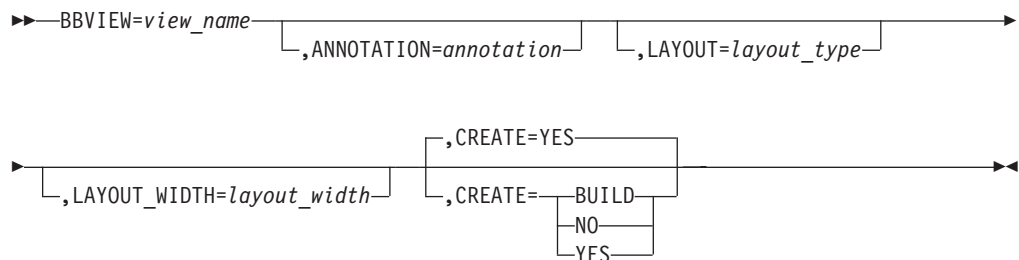 BBVIEW=view_name
,ANNOTATION=annotation
,LAYOUT=layout_type
,LAYOUT_WIDTH=layout_width
,CREATE=YES
,CREATE=
BUILD
NO
YES